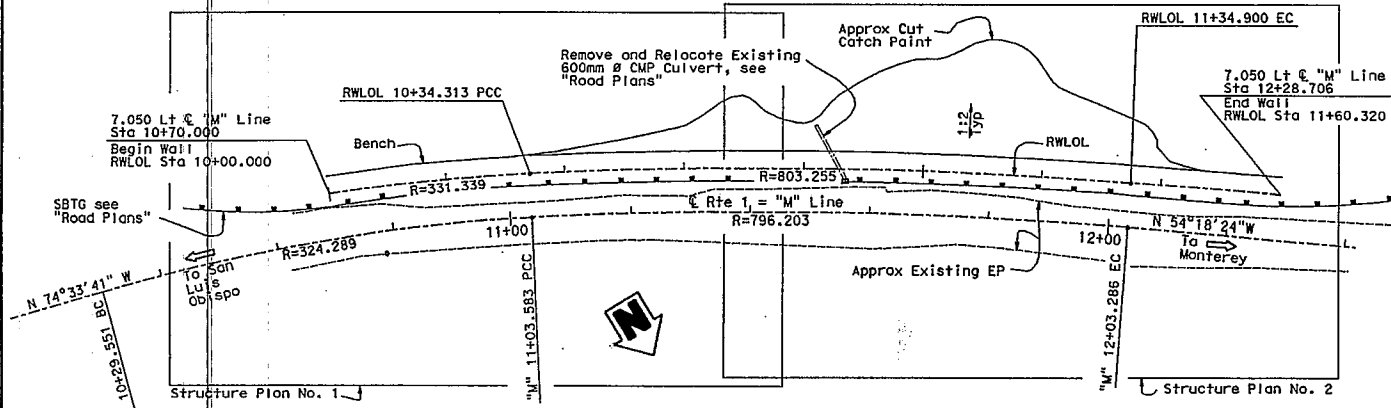 RWLOL 11+34.900 EC
Approx Cut
Catch Paint
Remove and Relocote Existing
600mm Ø CMP Culvert, see
"Road Plans"
7.050 Lt ℄ "M" Line
Sta 12+28.706
End Wall
RWLOL Sta 11+60.320
RWLOL 10+34.313 PCC
7.050 Lt ℄ "M" Line
Sta 10+70.000
Begin Wall
RWLOL Sta 10+00.000
1:2
Typ
Bench
RWLOL
R=331.339
R=803.255
SBTG see
"Road Plans"
℄ Rte 1 = "M" Line
R=796.203
11+00
12+00
N 54°18'24"W
To
Monterey
R=324.289
To San
Luis
Obispo
N 74°33'41" W
Approx Existing EP
10+29.551 BC
"M" 11+03.583 PCC
N
"M" 12+03.286 EC
Structure Plan No. 1
Structure Plan No. 2